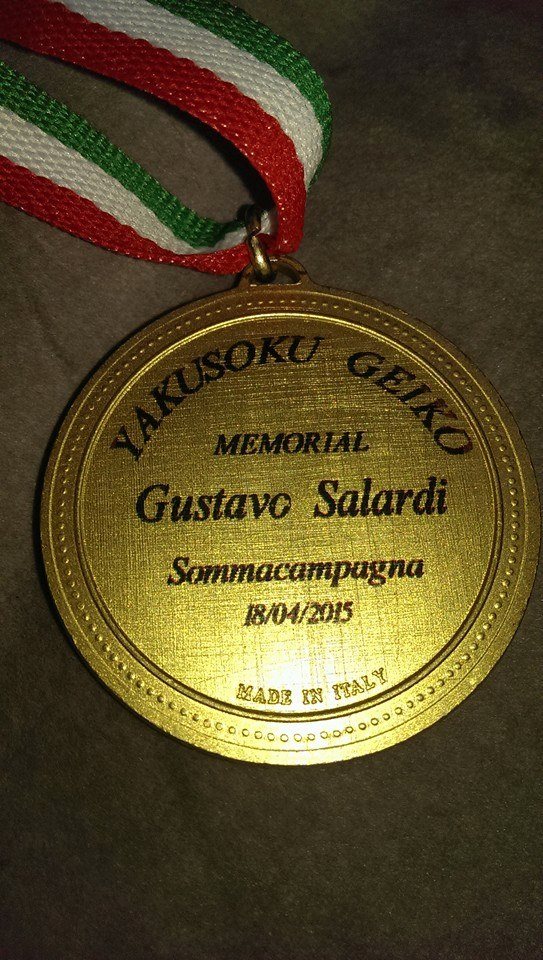 YAKUSOKU GEIKO
MEMORIAL
Gustavo Salardi
Sommacampagna
18/04/2015
MADE IN ITALY